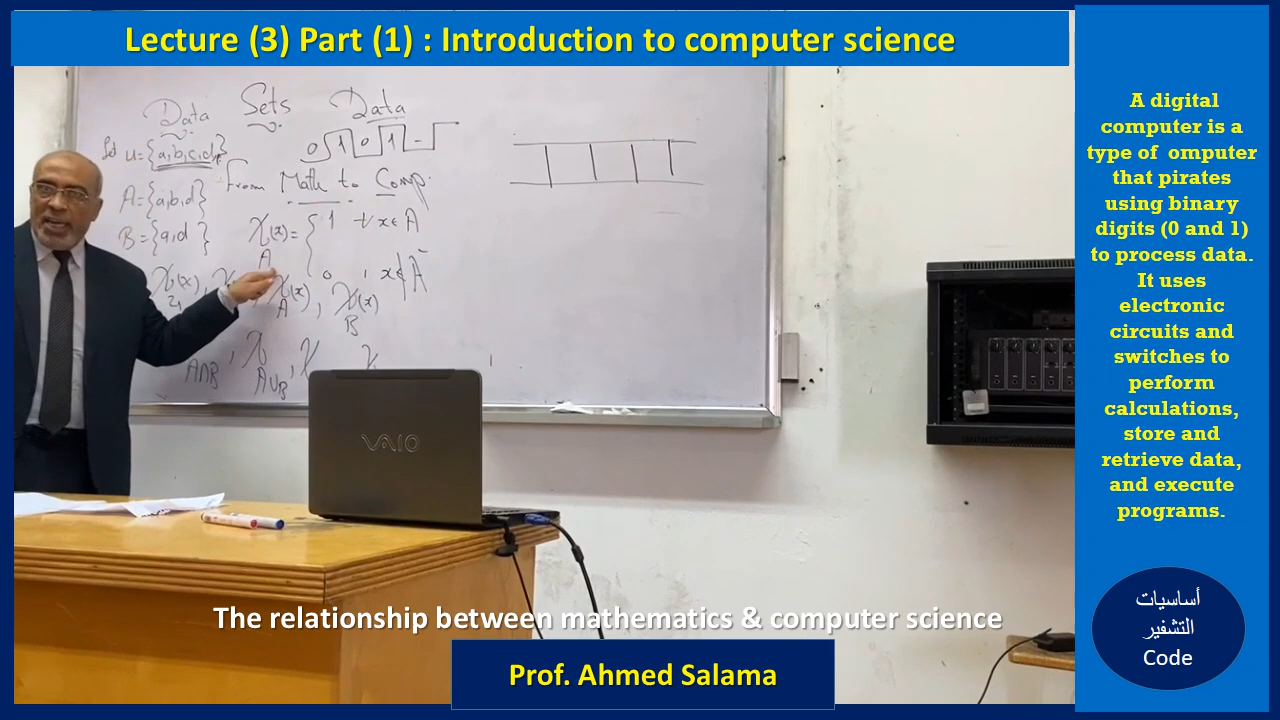 Lecture (3) Part (1) : Introduction to computer science
Data Sets Data
Let u={a,b,c,d}
0 1 0 1 -
From Math to Comp.
A={a,b,d}
B={a,d}
χ(x)= { 1 ∀ x∈A
A
0 , x∉A
χ(x), χ(x), χ(x)
A B
A∩B , χ , χ χ
A∪B
VAIO
The relationship between mathematics & computer science
Prof. Ahmed Salama
A digital
computer is a
type of omputer
that pirates
using binary
digits (0 and 1)
to process data.
It uses
electronic
circuits and
switches to
perform
calculations,
store and
retrieve data,
and execute
programs.
أساسيات
التشفير
Code